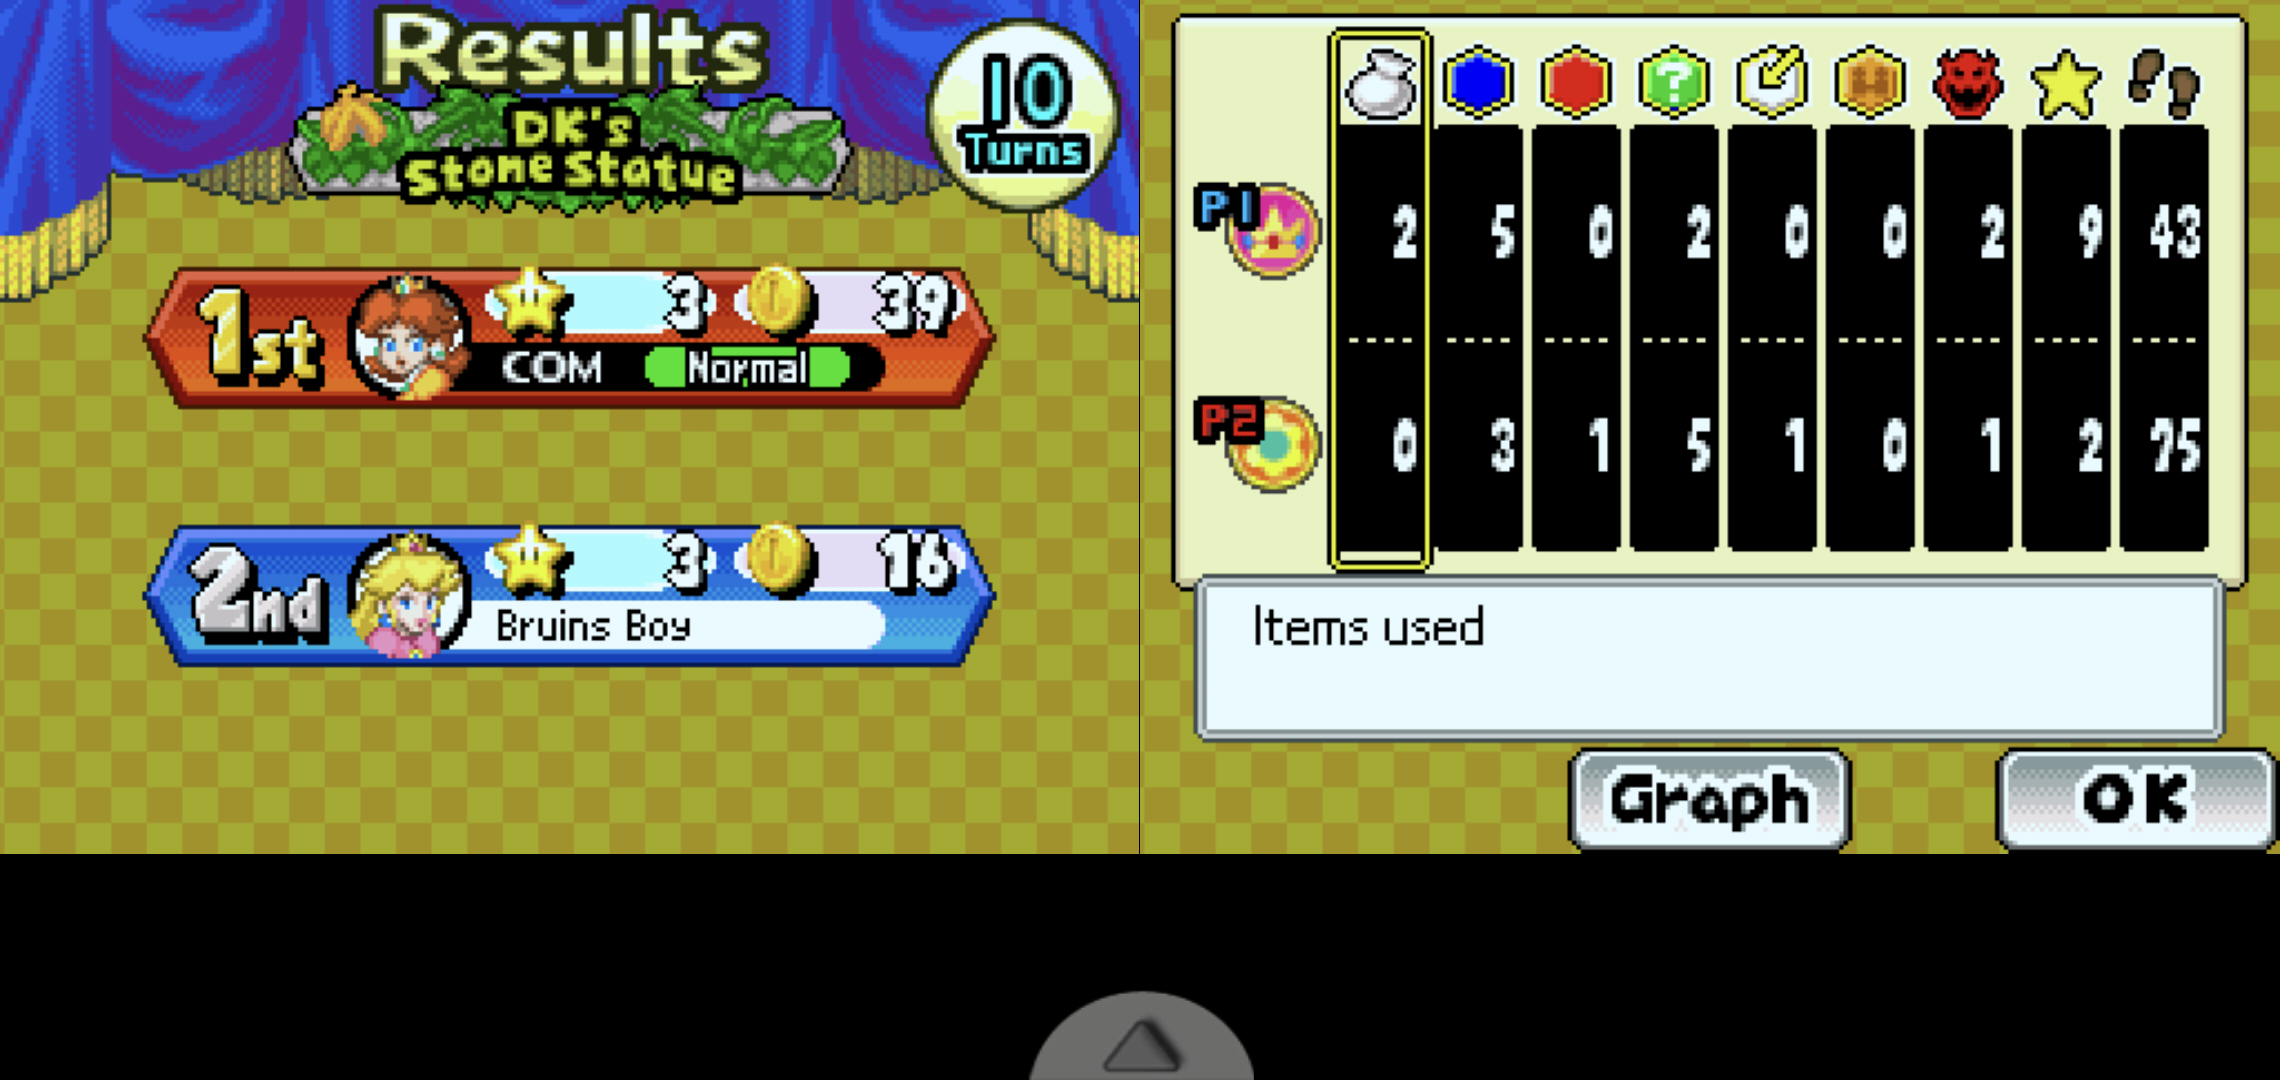 Results
DK's
Stone Statue
10
Turns
1st 3 39
COM Normal
2nd 3 16
Bruins Boy
?
P1 2 5 0 2 0 0 2 9 43
P2 0 3 1 5 1 0 1 2 75
Items used
Graph OK